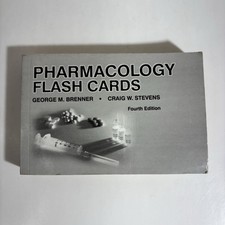 PHARMACOLOGY
FLASH CARDS
GEORGE M. BRENNER • CRAIG W. STEVENS
Fourth Edition